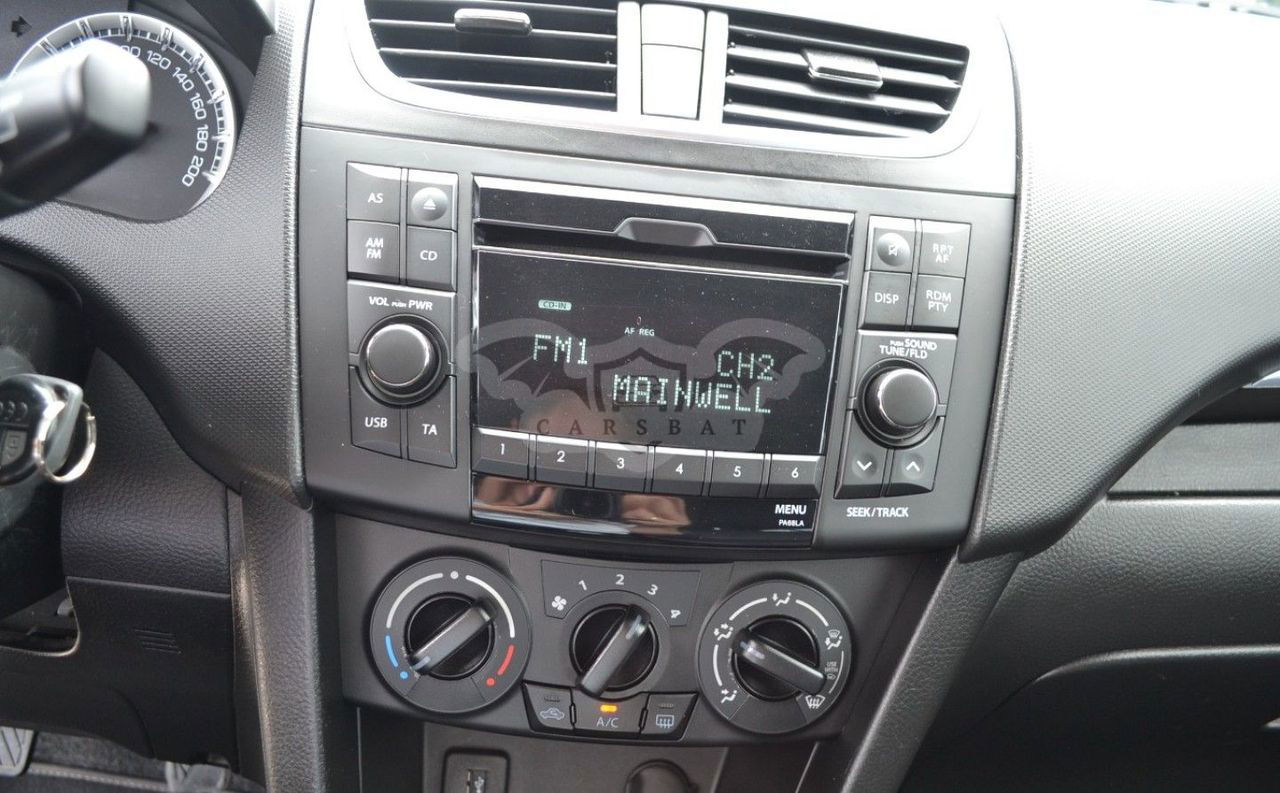 120
140
160
180
200
AS
AM
FM
CD
VOL PUSH PWR
USB
TA
CD-IN
AF REG
FM1
CH2
MAINWELL
CARSBAT
1
2
3
4
5
6
MENU
PA68LA
RPT
AF
DISP
RDM
PTY
PUSH SOUND
TUNE/FLD
SEEK/TRACK
1
2
3
4
USE
WITH
A/C